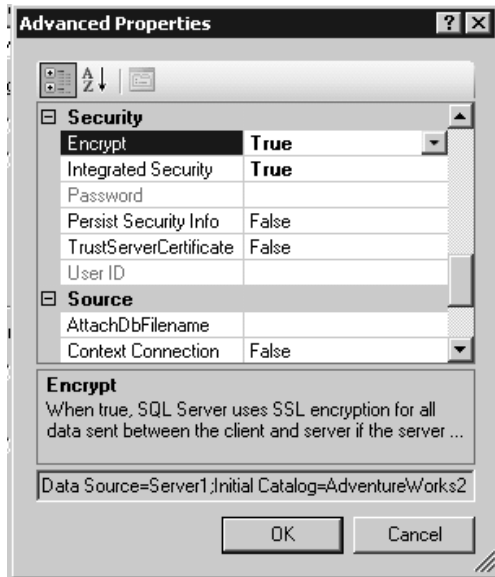 Advanced Properties
Security
Encrypt True
Integrated Security True
Password
Persist Security Info False
TrustServerCertificate False
User ID
Source
AttachDbFilename
Context Connection False
Encrypt
When true, SQL Server uses SSL encryption for all
data sent between the client and server if the server ...
Data Source=Server1;Initial Catalog=AdventureWorks2
OK Cancel